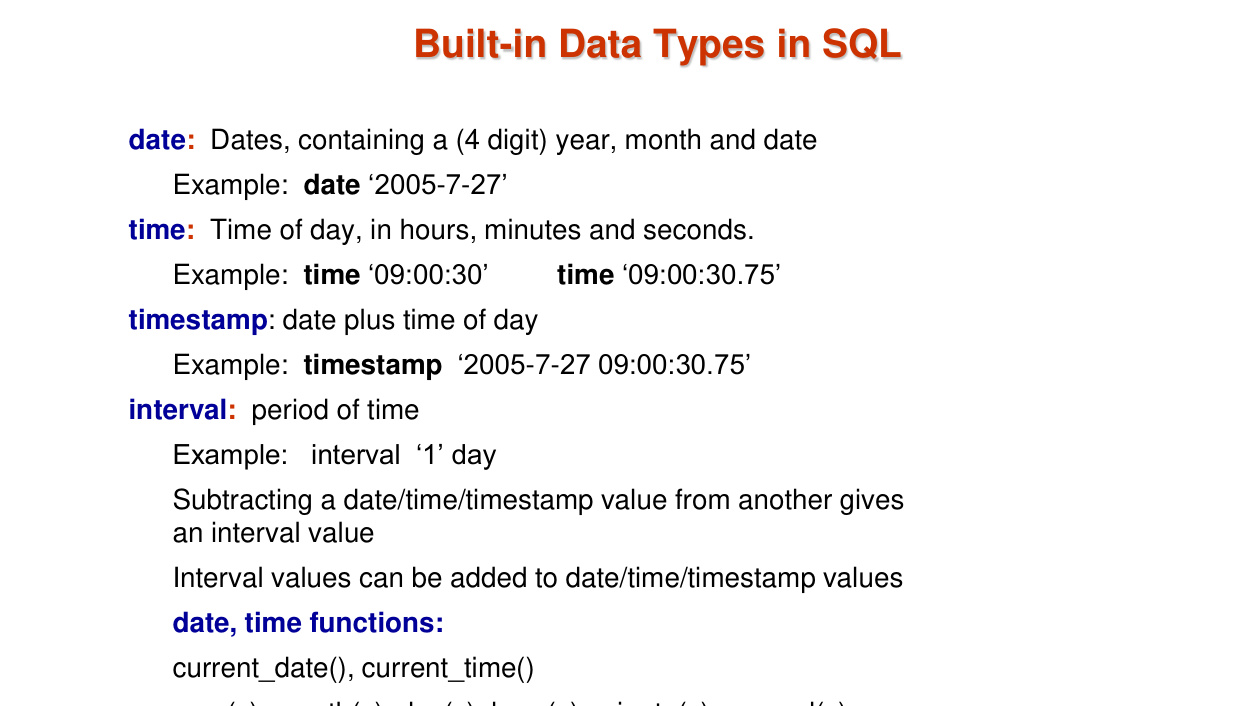 Built-in Data Types in SQL
date: Dates, containing a (4 digit) year, month and date
Example: date ‘2005-7-27’
time: Time of day, in hours, minutes and seconds.
Example: time ‘09:00:30’ time ‘09:00:30.75’
timestamp: date plus time of day
Example: timestamp ‘2005-7-27 09:00:30.75’
interval: period of time
Example: interval ‘1’ day
Subtracting a date/time/timestamp value from another gives
an interval value
Interval values can be added to date/time/timestamp values
date, time functions:
current_date(), current_time()